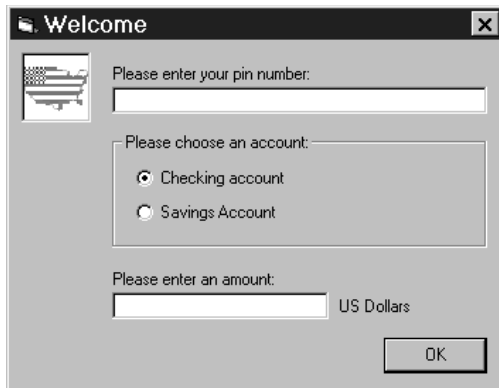 Welcome
Please enter your pin number:
Please choose an account:
Checking account
Savings Account
Please enter an amount:
US Dollars
OK